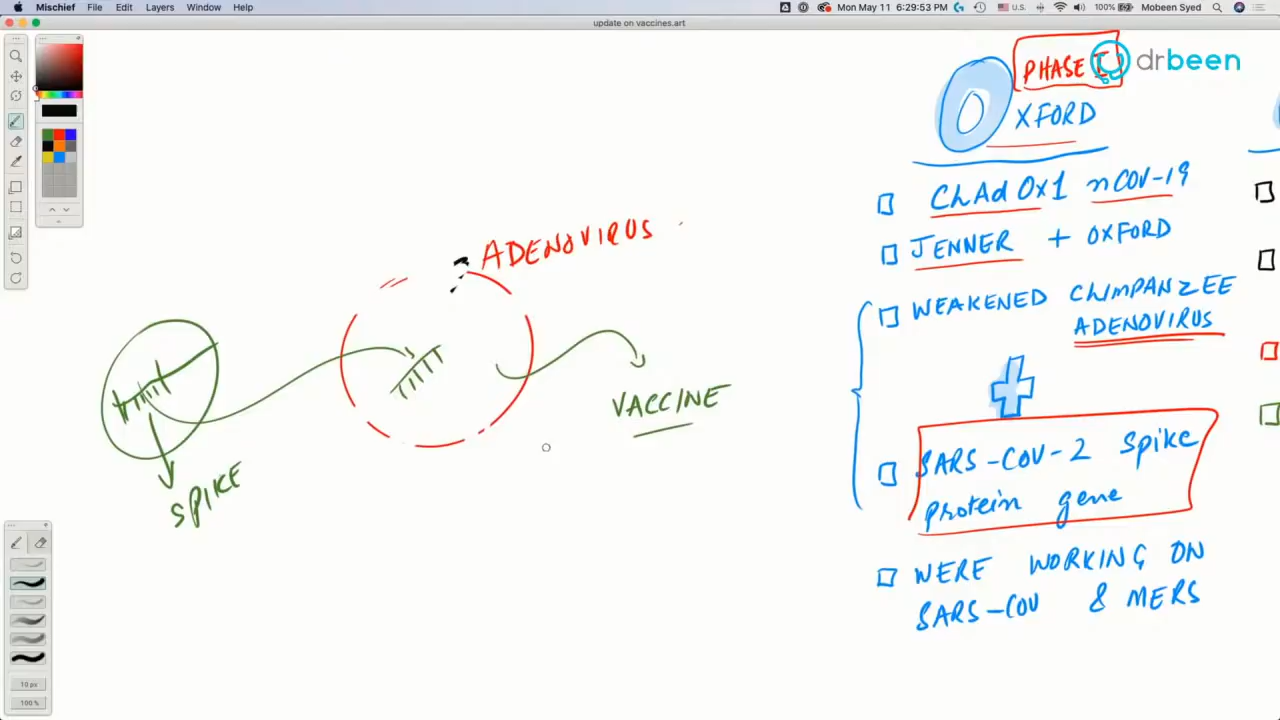 Mischief File Edit Layers Window Help
U.S. 100% Mon May 11 6:29:53 PM Mobeen Syed
update on vaccines.art
PHASE I
drbeen
OXFORD
ChAdOx1 nCOV-19
JENNER + OXFORD
WEAKENED ChIMPANZEE
ADENOVIRUS
SARS-COV-2 Spike
protein gene
WERE WORKING ON
SARS-COV & MERS
ADENOVIRUS
VACCINE
SPIKE
10 px
100 %